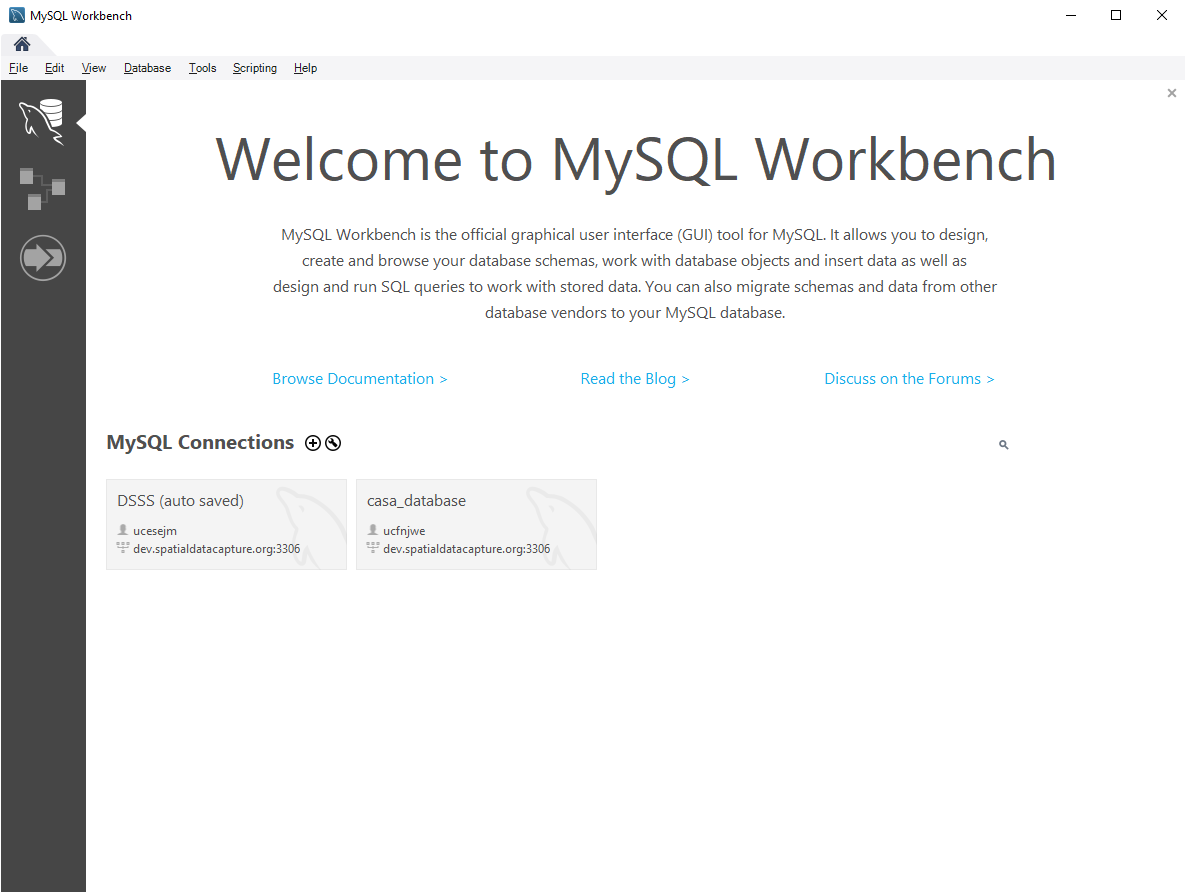 MySQL Workbench
File Edit View Database Tools Scripting Help
Welcome to MySQL Workbench
MySQL Workbench is the official graphical user interface (GUI) tool for MySQL. It allows you to design,
create and browse your database schemas, work with database objects and insert data as well as
design and run SQL queries to work with stored data. You can also migrate schemas and data from other
database vendors to your MySQL database.
Browse Documentation > Read the Blog > Discuss on the Forums >
MySQL Connections
DSSS (auto saved)
ucesejm
dev.spatialdatacapture.org:3306
casa_database
ucfnjwe
dev.spatialdatacapture.org:3306